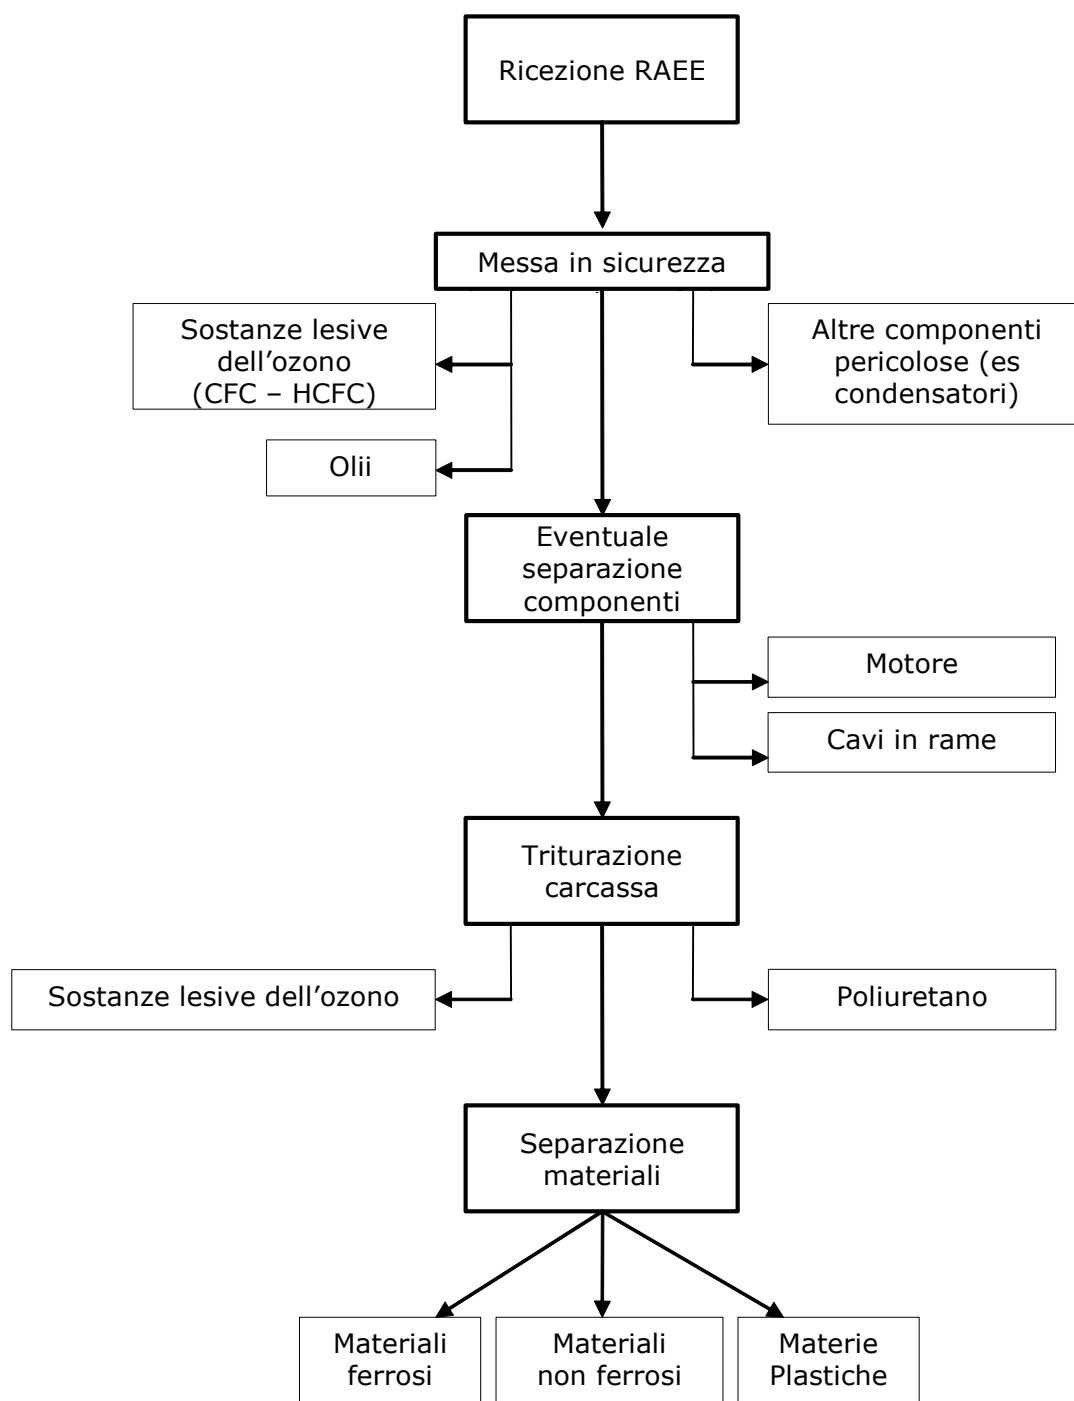 Ricezione RAEE
Messa in sicurezza
Sostanze lesive
dell’ozono
(CFC – HCFC)
Altre componenti
pericolose (es
condensatori)
Olii
Eventuale
separazione
componenti
Motore
Cavi in rame
Triturazione
carcassa
Sostanze lesive dell’ozono
Poliuretano
Separazione
materiali
Materiali
ferrosi
Materiali
non ferrosi
Materie
Plastiche